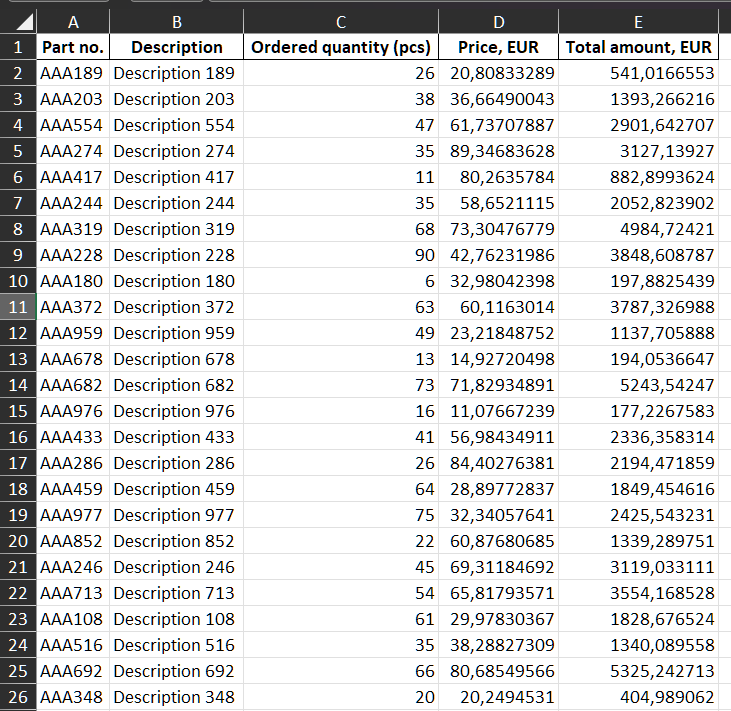 A B C D E
1 Part no. Description Ordered quantity (pcs) Price, EUR Total amount, EUR
2 AAA189 Description 189 26 20,80833289 541,0166553
3 AAA203 Description 203 38 36,66490043 1393,266216
4 AAA554 Description 554 47 61,73707887 2901,642707
5 AAA274 Description 274 35 89,34683628 3127,13927
6 AAA417 Description 417 11 80,2635784 882,8993624
7 AAA244 Description 244 35 58,6521115 2052,823902
8 AAA319 Description 319 68 73,30476779 4984,72421
9 AAA228 Description 228 90 42,76231986 3848,608787
10 AAA180 Description 180 6 32,98042398 197,8825439
11 AAA372 Description 372 63 60,1163014 3787,326988
12 AAA959 Description 959 49 23,21848752 1137,705888
13 AAA678 Description 678 13 14,92720498 194,0536647
14 AAA682 Description 682 73 71,82934891 5243,54247
15 AAA976 Description 976 16 11,07667239 177,2267583
16 AAA433 Description 433 41 56,98434911 2336,358314
17 AAA286 Description 286 26 84,40276381 2194,471859
18 AAA459 Description 459 64 28,89772837 1849,454616
19 AAA977 Description 977 75 32,34057641 2425,543231
20 AAA852 Description 852 22 60,87680685 1339,289751
21 AAA246 Description 246 45 69,31184692 3119,033111
22 AAA713 Description 713 54 65,81793571 3554,168528
23 AAA108 Description 108 61 29,97830367 1828,676524
24 AAA516 Description 516 35 38,28827309 1340,089558
25 AAA692 Description 692 66 80,68549566 5325,242713
26 AAA348 Description 348 20 20,2494531 404,989062